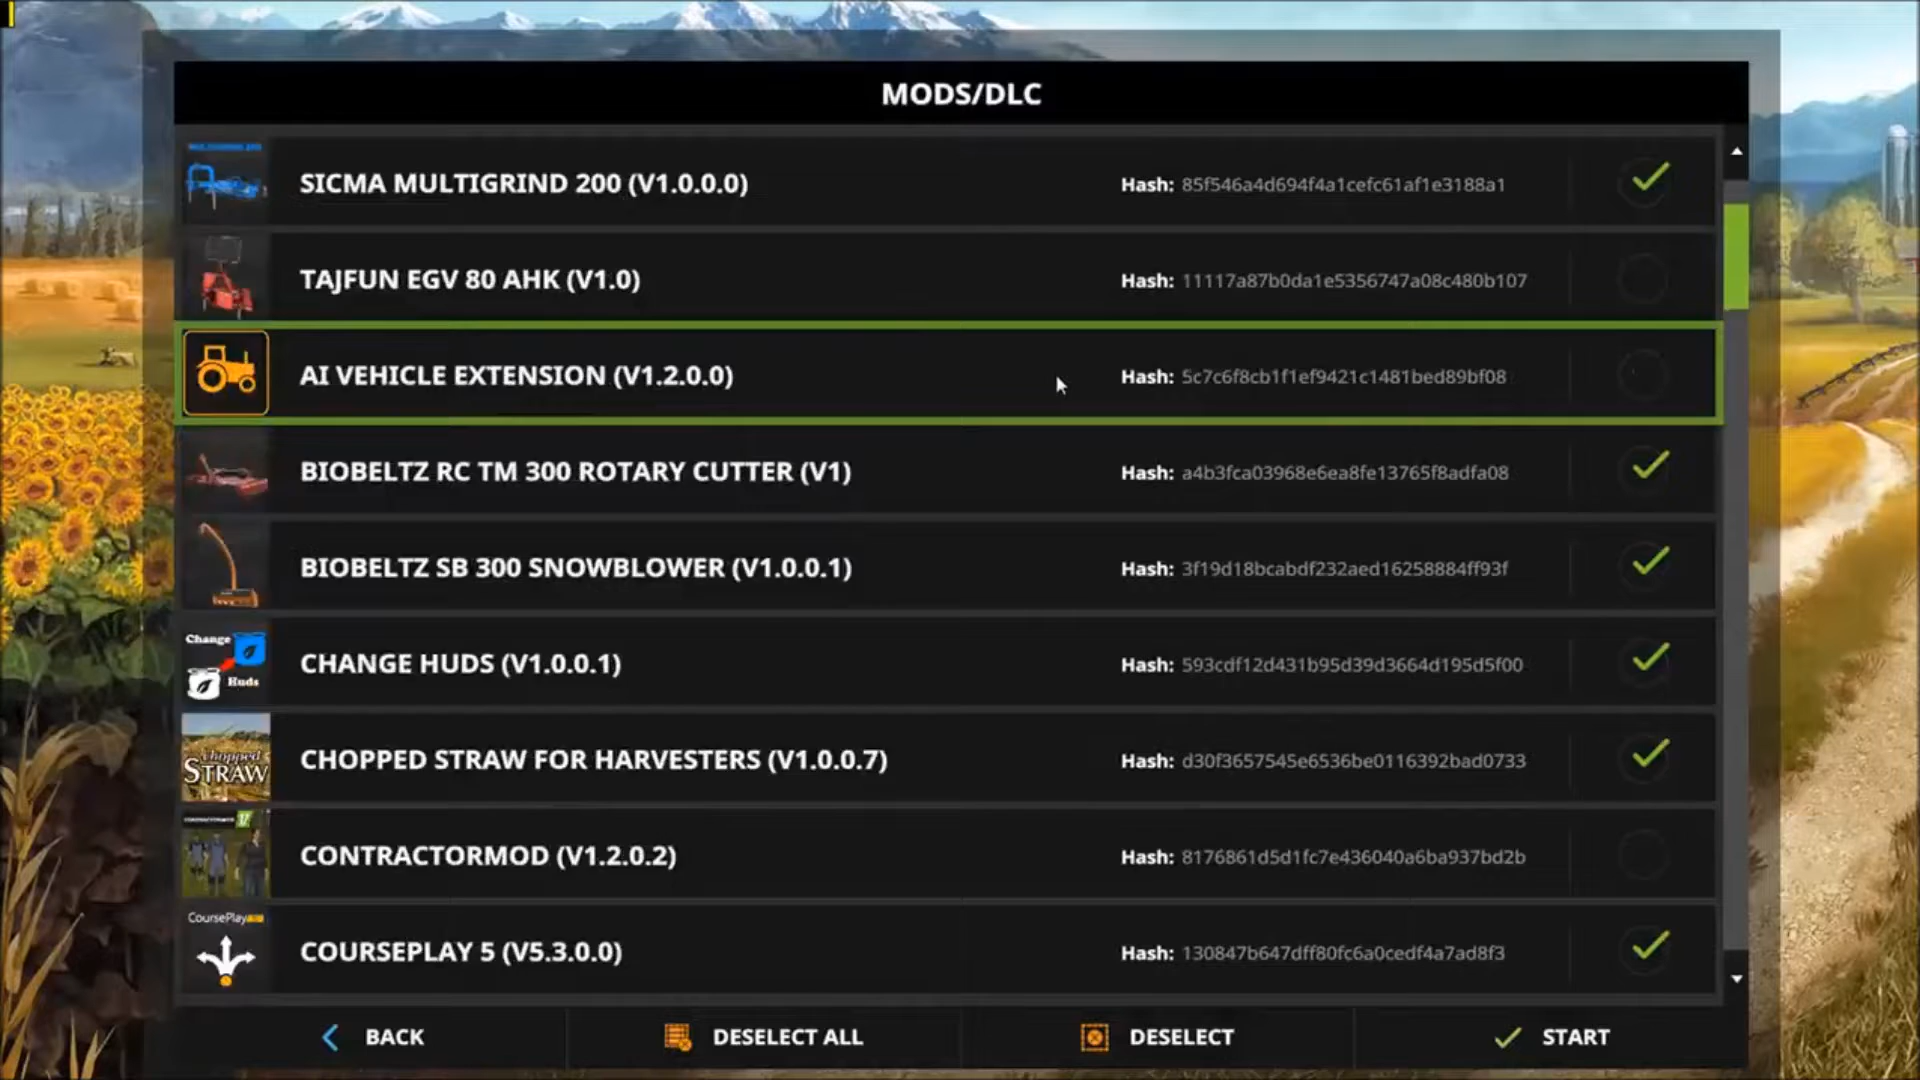 MODS/DLC
SICMA MULTIGRIND 200 (V1.0.0.0) Hash: 85f546a4d694f4a1cefc61af1e3188a1
TAJFUN EGV 80 AHK (V1.0) Hash: 11117a87b0da1e5356747a08c480b107
AI VEHICLE EXTENSION (V1.2.0.0) Hash: 5c7c6f8cb1f1ef9421c1481bed89bf08
BIOBELTZ RC TM 300 ROTARY CUTTER (V1) Hash: a4b3fca03968e6ea8fe13765f8adfa08
BIOBELTZ SB 300 SNOWBLOWER (V1.0.0.1) Hash: 3f19d18bcabdf232aed16258884ff93f
Change
Huds
CHANGE HUDS (V1.0.0.1) Hash: 593cdf12d431b95d39d3664d195d5f00
Chopped
STRAW
CHOPPED STRAW FOR HARVESTERS (V1.0.0.7) Hash: d30f3657545e6536be0116392bad0733
CONTRACTORMOD 17
CONTRACTORMOD (V1.2.0.2) Hash: 8176861d5d1fc7e436040a6ba937bd2b
CoursePlay
COURSEPLAY 5 (V5.3.0.0) Hash: 130847b647dff80fc6a0cedf4a7ad8f3
BACK DESELECT ALL DESELECT START